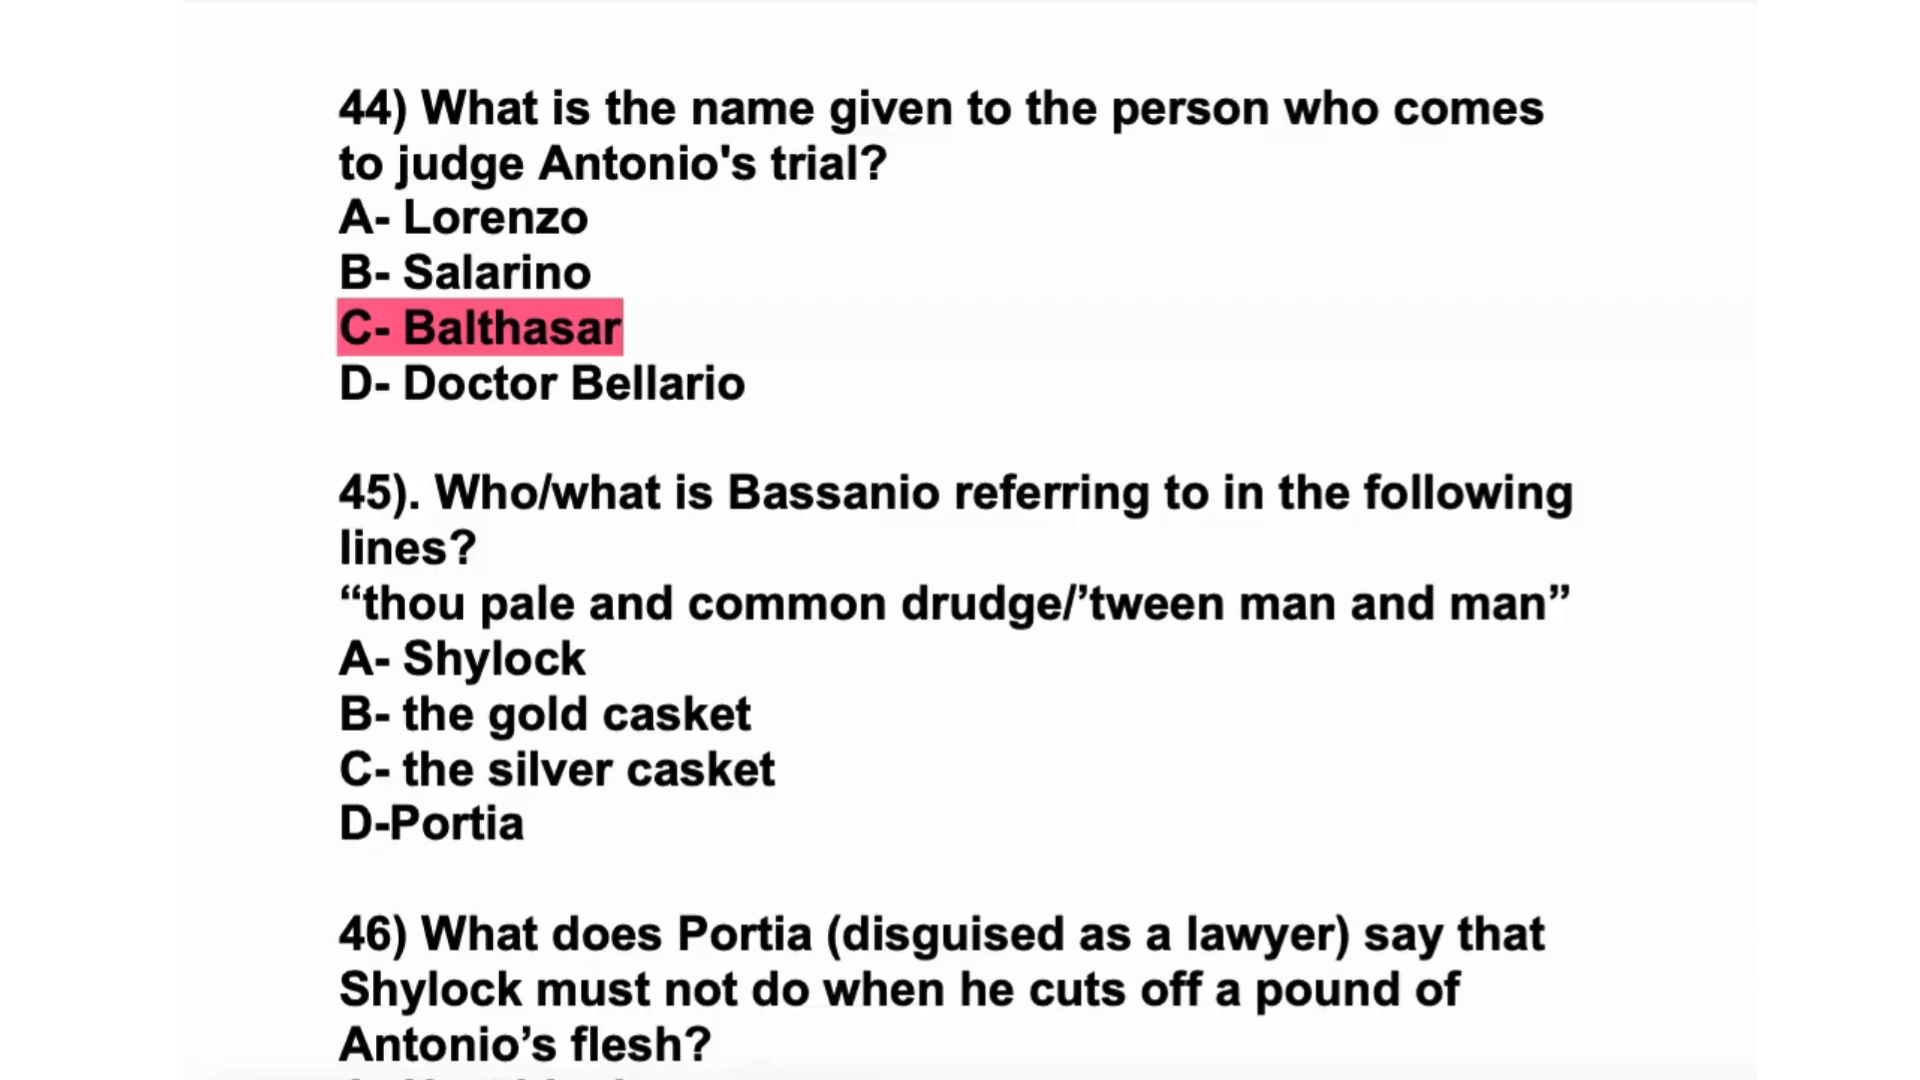 44) What is the name given to the person who comes
to judge Antonio's trial?
A- Lorenzo
B- Salarino
C- Balthasar
D- Doctor Bellario
45). Who/what is Bassanio referring to in the following
lines?
“thou pale and common drudge/’tween man and man”
A- Shylock
B- the gold casket
C- the silver casket
D-Portia
46) What does Portia (disguised as a lawyer) say that
Shylock must not do when he cuts off a pound of
Antonio’s flesh?